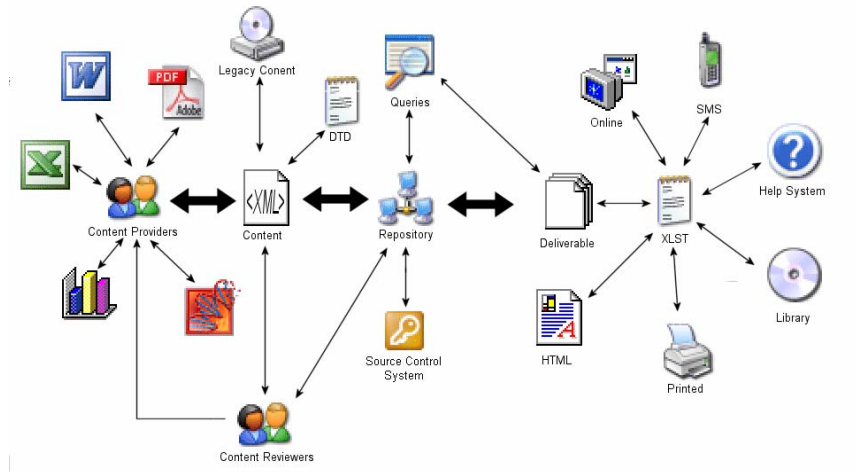 Legacy Conent
W
PDF
Adobe
Queries
Online
SMS
DTD
X
Help System
<XML>
Content Providers
Content
Repository
Deliverable
XLST
Library
HTML
A
Source Control
System
Printed
Content Reviewers